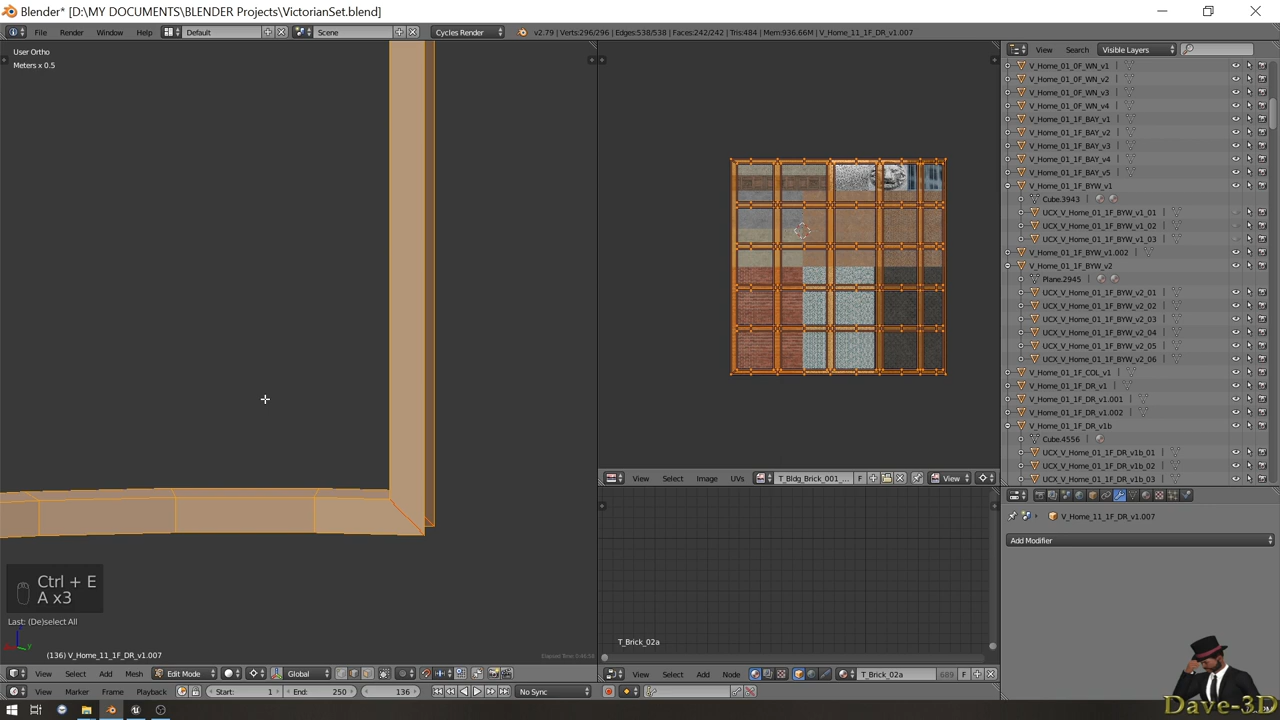 Blender* [D:\MY DOCUMENTS\BLENDER Projects\VictorianSet.blend]
File Render Window Help Default Scene Cycles Render v2.79 | Verts:296/296 | Edges:538/538 | Faces:242/242 | Tris:484 | Mem:936.66M | V_Home_11_1F_DR_v1.007
User Ortho
Meters x 0.5
View Search Visible Layers
V_Home_01_0F_WN_v1
V_Home_01_0F_WN_v2
V_Home_01_0F_WN_v3
V_Home_01_0F_WN_v4
V_Home_01_1F_BAY_v1
V_Home_01_1F_BAY_v2
V_Home_01_1F_BAY_v3
V_Home_01_1F_BAY_v4
V_Home_01_1F_BAY_v5
V_Home_01_1F_BYW_v1
Cube.3943
UCX_V_Home_01_1F_BYW_v1_01
UCX_V_Home_01_1F_BYW_v1_02
UCX_V_Home_01_1F_BYW_v1_03
V_Home_01_1F_BYW_v1.002
V_Home_01_1F_BYW_v2
Plane.2945
UCX_V_Home_01_1F_BYW_v2_01
UCX_V_Home_01_1F_BYW_v2_02
UCX_V_Home_01_1F_BYW_v2_03
UCX_V_Home_01_1F_BYW_v2_04
UCX_V_Home_01_1F_BYW_v2_05
UCX_V_Home_01_1F_BYW_v2_06
V_Home_01_1F_COL_v1
V_Home_01_1F_DR_v1
V_Home_01_1F_DR_v1.001
V_Home_01_1F_DR_v1.002
V_Home_01_1F_DR_v1b
Cube.4556
UCX_V_Home_01_1F_DR_v1b_01
UCX_V_Home_01_1F_DR_v1b_02
UCX_V_Home_01_1F_DR_v1b_03
View Select Image UVs T_Bldg_Brick_001_... F View
V_Home_11_1F_DR_v1.007
Add Modifier
Ctrl + E
A x3
Last: (De)select All
(136) V_Home_11_1F_DR_v1.007
T_Brick_02a
View Select Add Mesh Edit Mode Global
View Select Add Node T_Brick_02a 689 F
View Marker Frame Playback Start: 1 End: 250 136 No Sync
Dave-3D